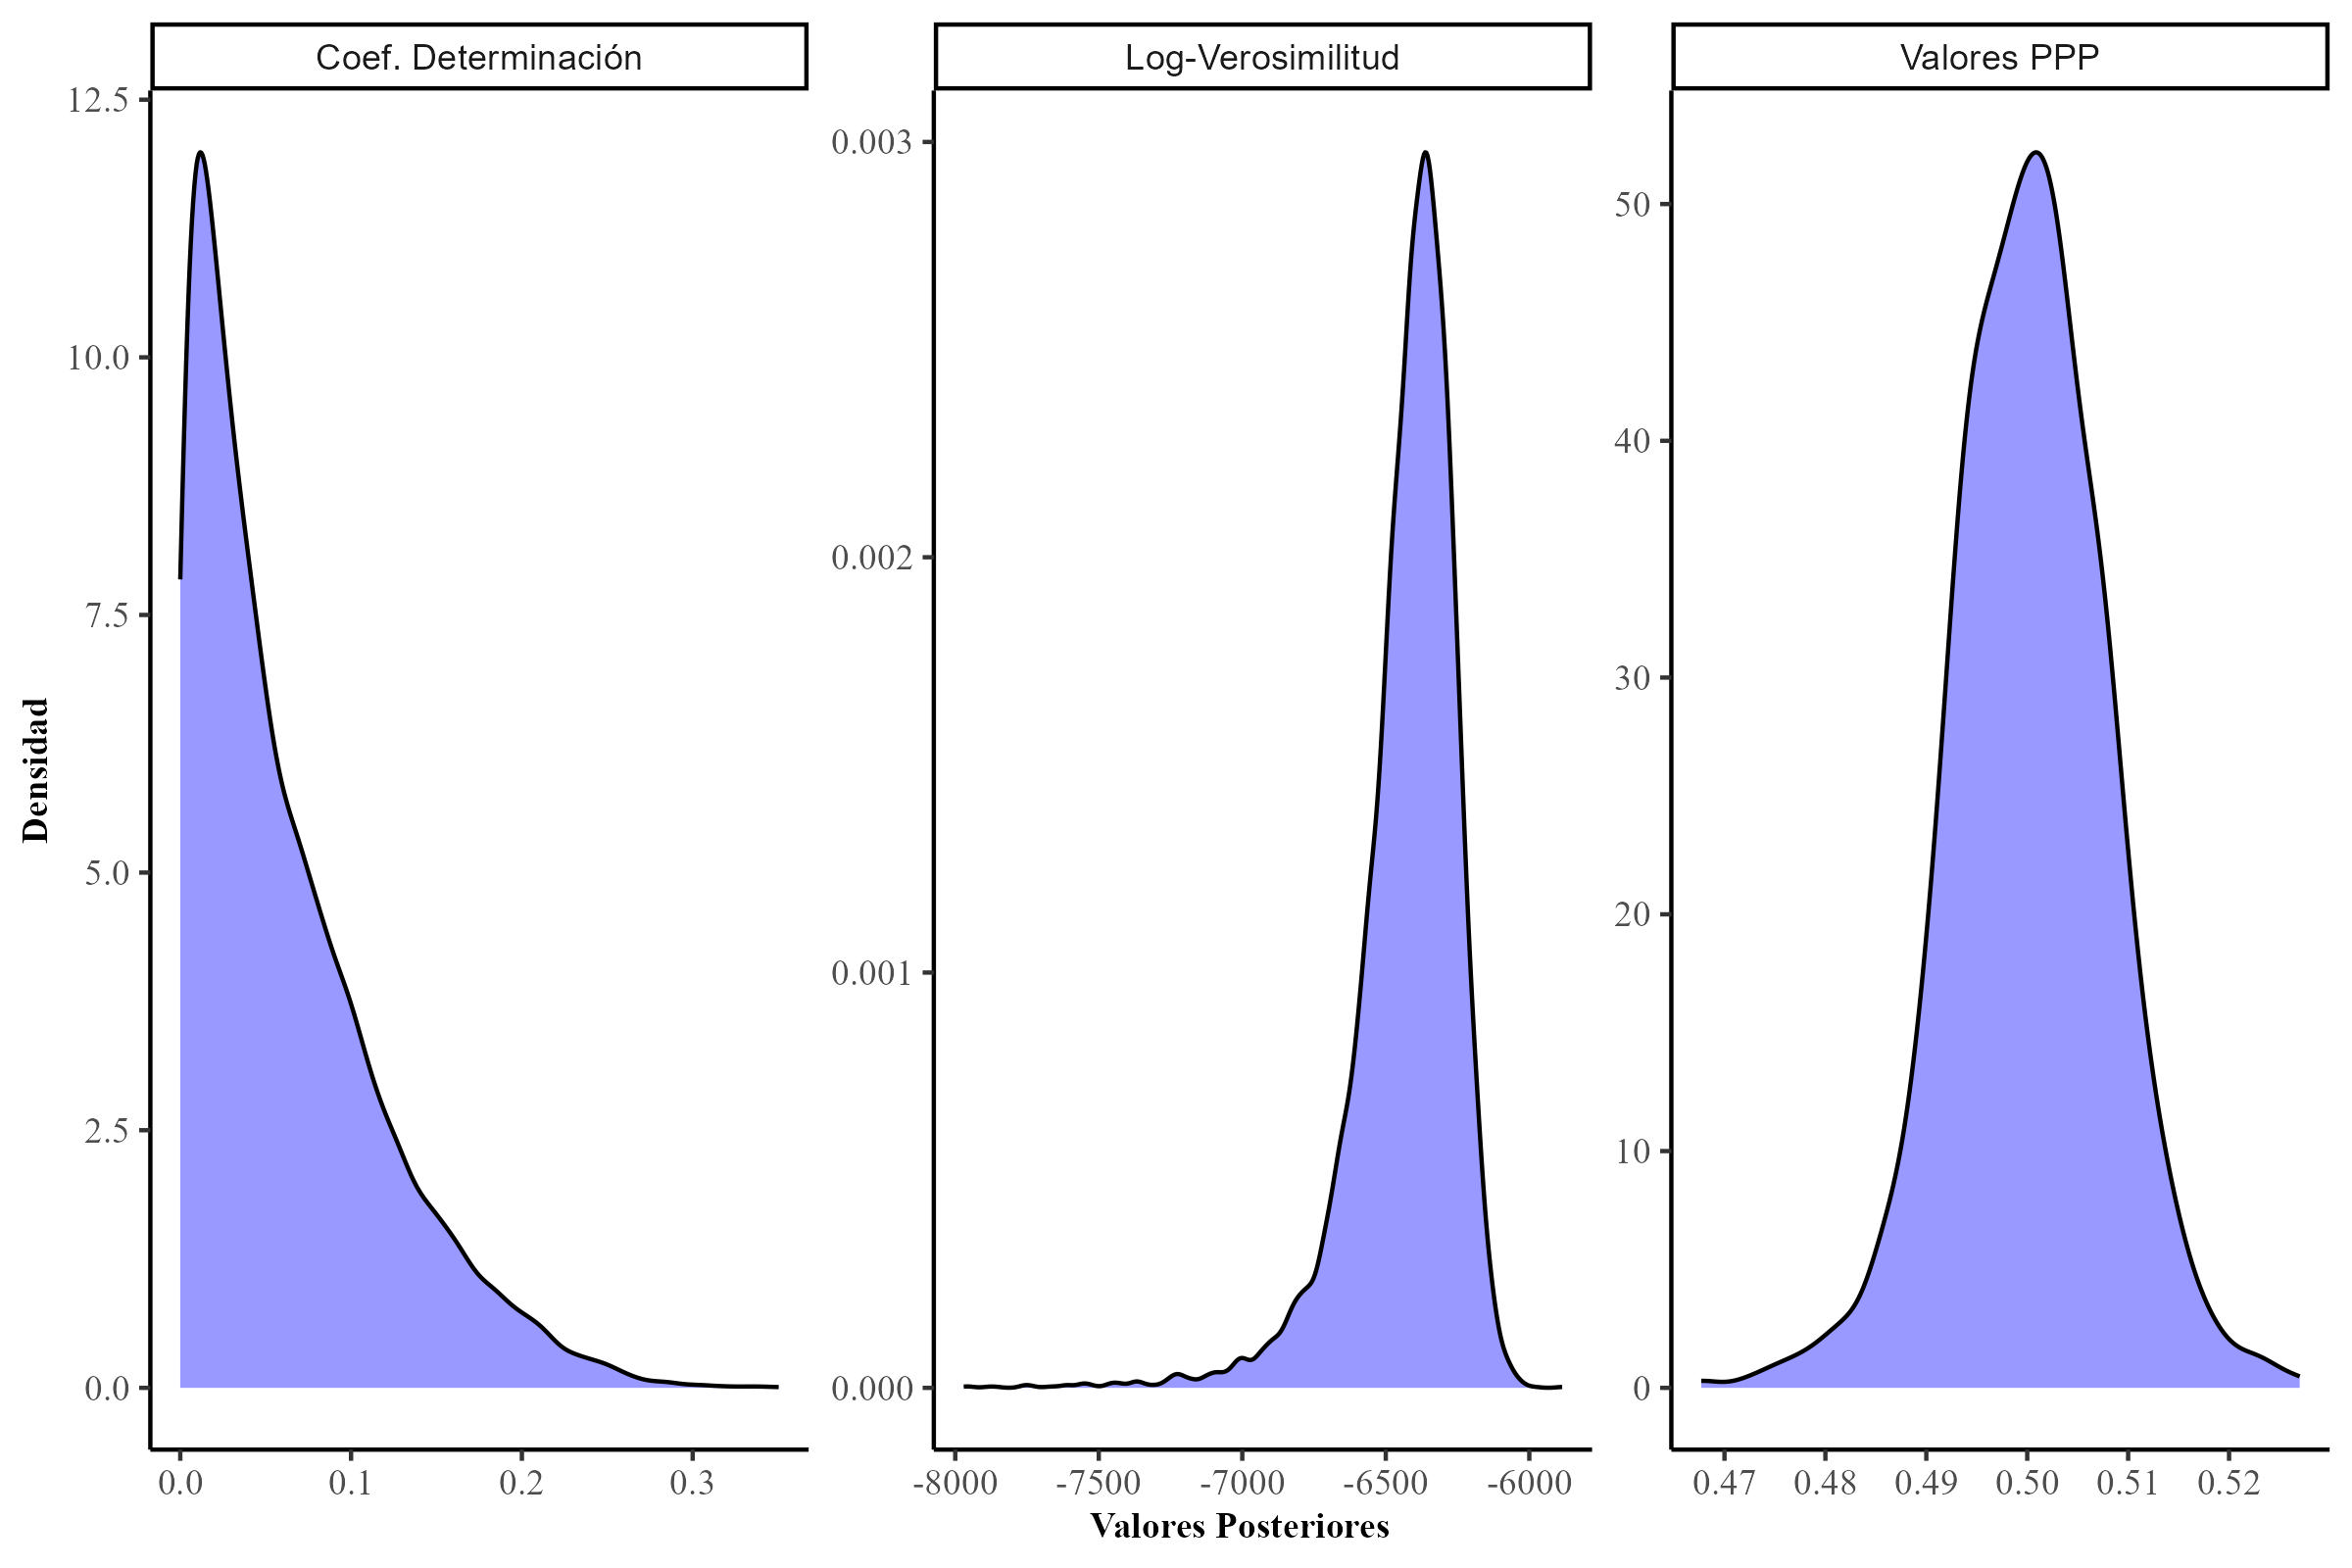 Coef. Determinación
Log-Verosimilitud
Valores PPP
Densidad
12.5
10.0
7.5
5.0
2.5
0.0
0.0 0.1 0.2 0.3
0.003
0.002
0.001
0.000
-8000 -7500 -7000 -6500 -6000
50
40
30
20
10
0
0.47 0.48 0.49 0.50 0.51 0.52
Valores Posteriores